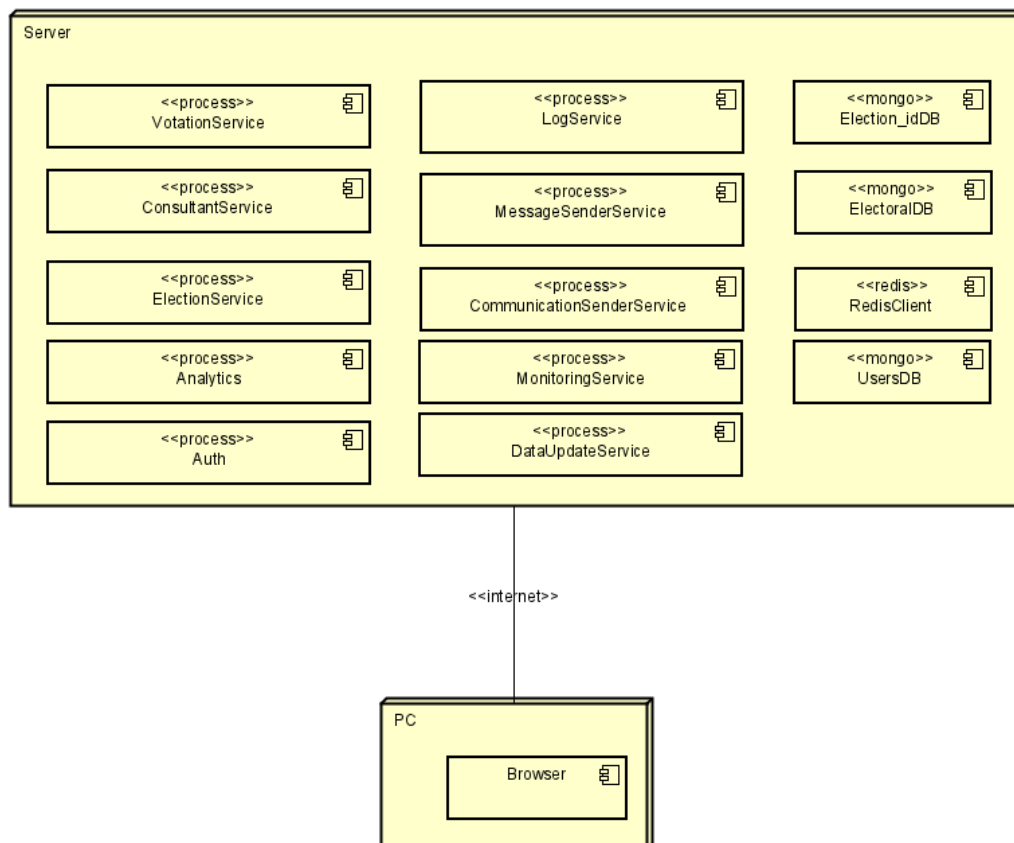 Server
<<process>>
VotationService
<<process>>
ConsultantService
<<process>>
ElectionService
<<process>>
Analytics
<<process>>
Auth
<<process>>
LogService
<<process>>
MessageSenderService
<<process>>
CommunicationSenderService
<<process>>
MonitoringService
<<process>>
DataUpdateService
<<mongo>>
Election_idDB
<<mongo>>
ElectoralDB
<<redis>>
RedisClient
<<mongo>>
UsersDB
<<internet>>
PC
Browser